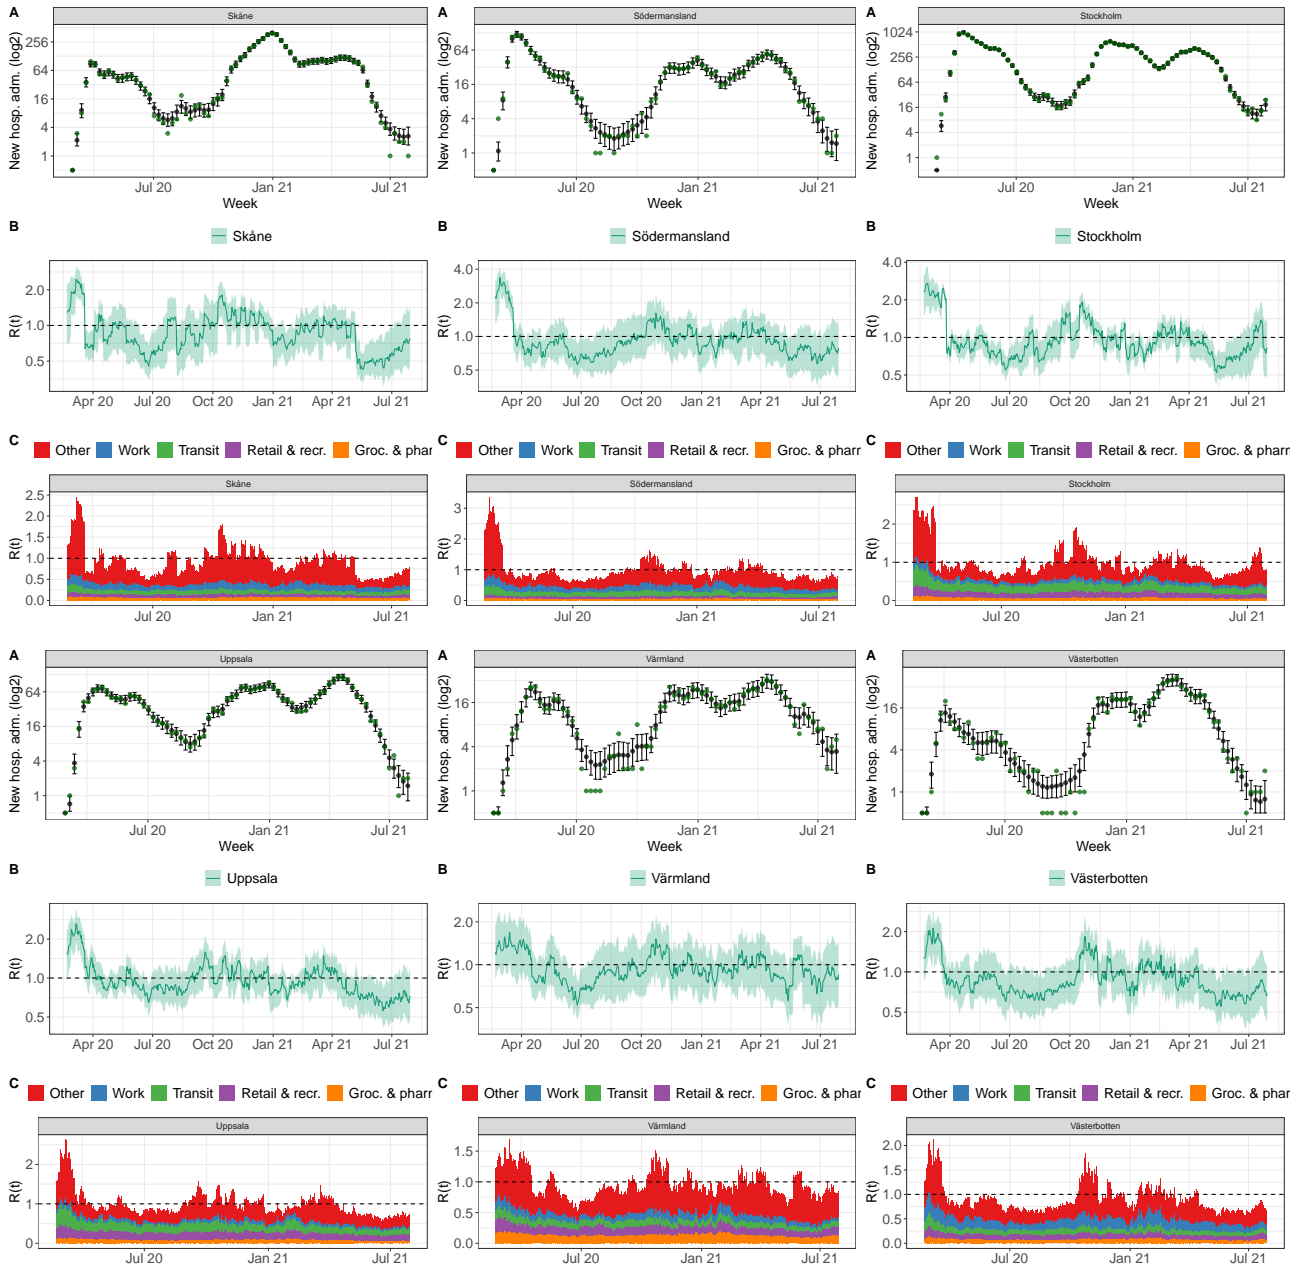 A
Skåne
New hosp. adm. (log2)
256
64
16
4
1
Jul 20
Jan 21
Jul 21
Week
A
Södermansland
New hosp. adm. (log2)
64
16
4
1
Jul 20
Jan 21
Jul 21
Week
A
Stockholm
New hosp. adm. (log2)
1024
256
64
16
4
1
Jul 20
Jan 21
Jul 21
Week
B
Skåne
R(t)
2.0
1.0
0.5
Apr 20 Jul 20 Oct 20 Jan 21 Apr 21 Jul 21
B
Södermansland
R(t)
4.0
2.0
1.0
0.5
Apr 20 Jul 20 Oct 20 Jan 21 Apr 21 Jul 21
B
Stockholm
R(t)
4.0
2.0
1.0
0.5
Apr 20 Jul 20 Oct 20 Jan 21 Apr 21 Jul 21
C
Other Work Transit Retail & recr. Groc. & pharr
Skåne
R(t)
2.5
2.0
1.5
1.0
0.5
0.0
Jul 20
Jan 21
Jul 21
C
Other Work Transit Retail & recr. Groc. & pharr
Södermansland
R(t)
3
2
1
0
Jul 20
Jan 21
Jul 21
C
Other Work Transit Retail & recr. Groc. & pharr
Stockholm
R(t)
2
1
0
Jul 20
Jan 21
Jul 21
A
Uppsala
New hosp. adm. (log2)
64
16
4
1
Jul 20
Jan 21
Jul 21
Week
A
Värmland
New hosp. adm. (log2)
16
4
1
Jul 20
Jan 21
Jul 21
Week
A
Västerbotten
New hosp. adm. (log2)
16
4
1
Jul 20
Jan 21
Jul 21
Week
B
Uppsala
R(t)
2.0
1.0
0.5
Apr 20 Jul 20 Oct 20 Jan 21 Apr 21 Jul 21
B
Värmland
R(t)
2.0
1.0
0.5
Apr 20 Jul 20 Oct 20 Jan 21 Apr 21 Jul 21
B
Västerbotten
R(t)
2.0
1.0
0.5
Apr 20 Jul 20 Oct 20 Jan 21 Apr 21 Jul 21
C
Other Work Transit Retail & recr. Groc. & pharr
Uppsala
R(t)
2
1
0
Jul 20
Jan 21
Jul 21
C
Other Work Transit Retail & recr. Groc. & phar
Värmland
R(t)
1.5
1.0
0.5
0.0
Jul 20
Jan 21
Jul 21
C
Other Work Transit Retail & recr. Groc. & pharr
Västerbotten
R(t)
2.0
1.5
1.0
0.5
0.0
Jul 20
Jan 21
Jul 21